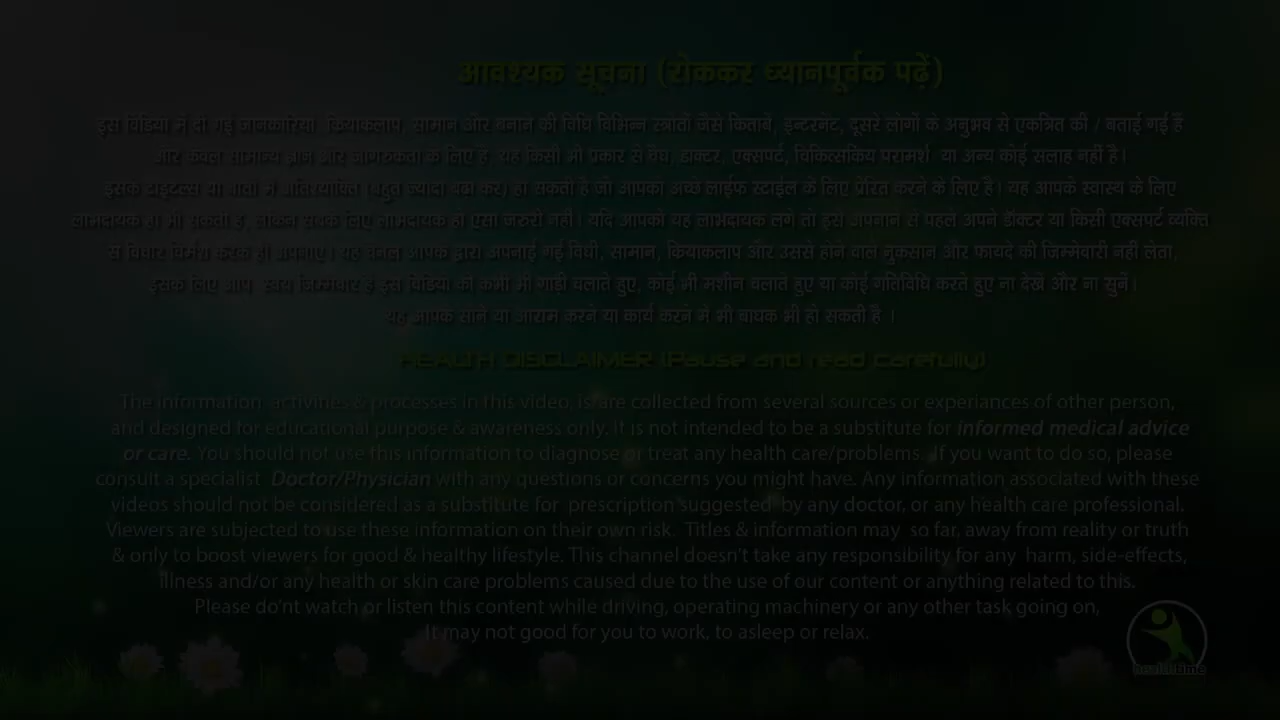 आवश्यक सूचना (रोककर ध्यानपूर्वक पढ़ें)
इस विडियो में दी गई जानकारियां, क्रियाकलाप, सामान और बनाने की विधि विभिन्न स्त्रोतों जैसे किताबें, इन्टरनेट, दूसरे लोगों के अनुभव से एकत्रित की / बताई गई हैं
और केवल सामान्य ज्ञान और जागरुकता के लिए है, यह किसी भी प्रकार से वैध, डाक्टर, एक्सपर्ट, चिकित्सकिय परामर्श या अन्य कोई सलाह नहीं है।
इसके टाइटल्स या बातों में अतिश्योक्ति (बहुत ज्यादा बढा कर) हो सकती है जो आपको अच्छे लाईफ स्टाईल के लिए प्रेरित करने के लिए है। यह आपके स्वास्थ के लिए
लाभदायक हो भी सकती है, लेकिन सबके लिए लाभदायक हो ऐसा जरुरी नहीं। यदि आपको यह लाभदायक लगे तो इसे अपनाने से पहले अपने डॉक्टर या किसी एक्सपर्ट व्यक्ति
से विचार विमर्श करके ही अपनाएं। यह चैनल आपके द्वारा अपनाई गई विधी, सामान, क्रियाकलाप और उससे होने वाले नुकसान और फायदे की जिम्मेवारी नहीं लेता,
इसके लिए आप स्वयं जिम्मेवार हैं इस विडियो को कभी भी गाड़ी चलाते हुए, कोई भी मशीन चलाते हुए या कोई गतिविधि करते हुए ना देखें और ना सुनें।
यह आपके सोने या आराम करने या कार्य करने में भी बाधक भी हो सकती है ।
HEALTH DISCLAIMER (Pause and read carefully)
The information, activities & processes in this video, is/are collected from several sources or experiances of other person,
and designed for educational purpose & awareness only. It is not intended to be a substitute for informed medical advice
or care. You should not use this information to diagnose or treat any health care/problems. If you want to do so, please
consult a specialist Doctor/Physician with any questions or concerns you might have. Any information associated with these
videos should not be considered as a substitute for prescription suggested by any doctor, or any health care professional.
Viewers are subjected to use these information on their own risk. Titles & information may so far, away from reality or truth
& only to boost viewers for good & healthy lifestyle. This channel doesn't take any responsibility for any harm, side-effects,
illness and/or any health or skin care problems caused due to the use of our content or anything related to this.
Please do'nt watch or listen this content while driving, operating machinery or any other task going on,
It may not good for you to work, to asleep or relax.
health time